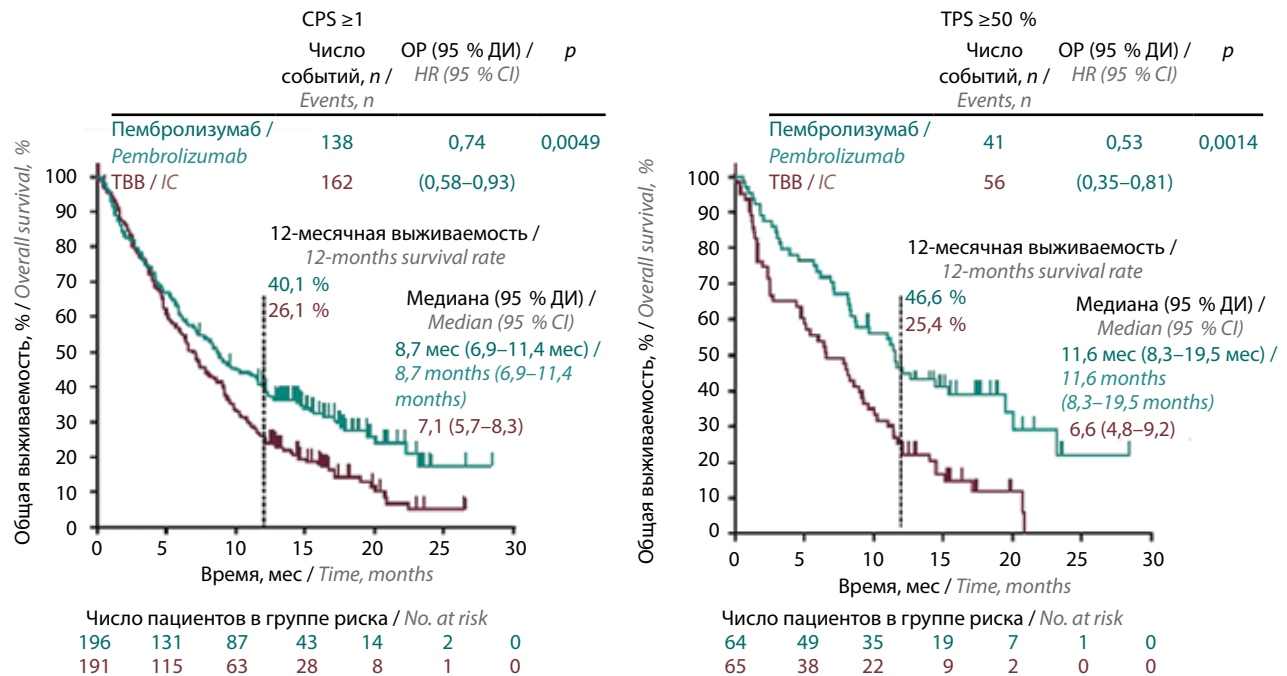 CPS ≥1
Число событий, n /
Events, n
ОР (95 % ДИ) /
HR (95 % CI)
p
Пембролизумаб /
Pembrolizumab
138
0,74
0,0049
ТВВ / IC
162
(0,58–0,93)
Общая выживаемость, % / Overall survival, %
100
90
80
70
60
50
40
30
20
10
0
12-месячная выживаемость /
12-months survival rate
40,1 %
26,1 %
Медиана (95 % ДИ) /
Median (95 % CI)
8,7 мес (6,9–11,4 мес) /
8,7 months (6,9–11,4
months)
7,1 (5,7–8,3)
0 5 10 15 20 25 30
Время, мес / Time, months
Число пациентов в группе риска / No. at risk
196 131 87 43 14 2 0
191 115 63 28 8 1 0
TPS ≥50 %
Число
событий, n /
Events, n
ОР (95 % ДИ) /
HR (95 % CI)
p
Пембролизумаб /
Pembrolizumab
41
0,53
0,0014
ТВВ / IC
56
(0,35–0,81)
Общая выживаемость, % / Overall survival, %
100
90
80
70
60
50
40
30
20
10
0
12-месячная выживаемость /
12-months survival rate
46,6 %
25,4 %
Медиана (95 % ДИ) /
Median (95 % CI)
11,6 мес (8,3–19,5 мес) /
11,6 months
(8,3–19,5 months)
6,6 (4,8–9,2)
0 5 10 15 20 25 30
Время, мес / Time, months
Число пациентов в группе риска / No. at risk
64 49 35 19 7 1 0
65 38 22 9 2 0 0